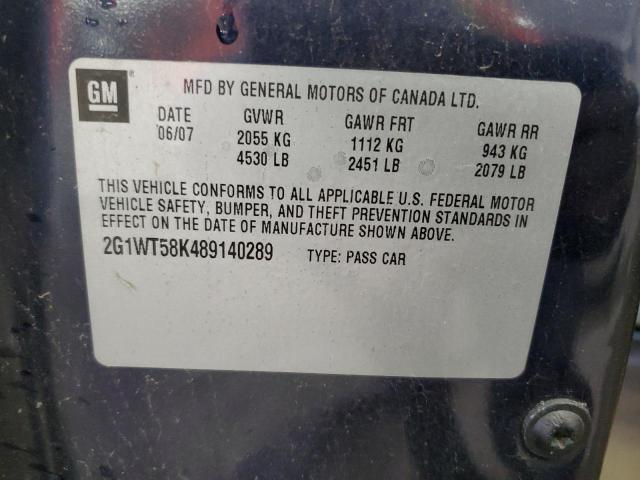 GM
MFD BY GENERAL MOTORS OF CANADA LTD.
DATE GVWR GAWR FRT GAWR RR
06/07 2055 KG 1112 KG 943 KG
4530 LB 2451 LB 2079 LB
THIS VEHICLE CONFORMS TO ALL APPLICABLE U.S. FEDERAL MOTOR
VEHICLE SAFETY, BUMPER, AND THEFT PREVENTION STANDARDS IN
EFFECT ON THE DATE OF MANUFACTURE SHOWN ABOVE.
2G1WT58K489140289 TYPE: PASS CAR